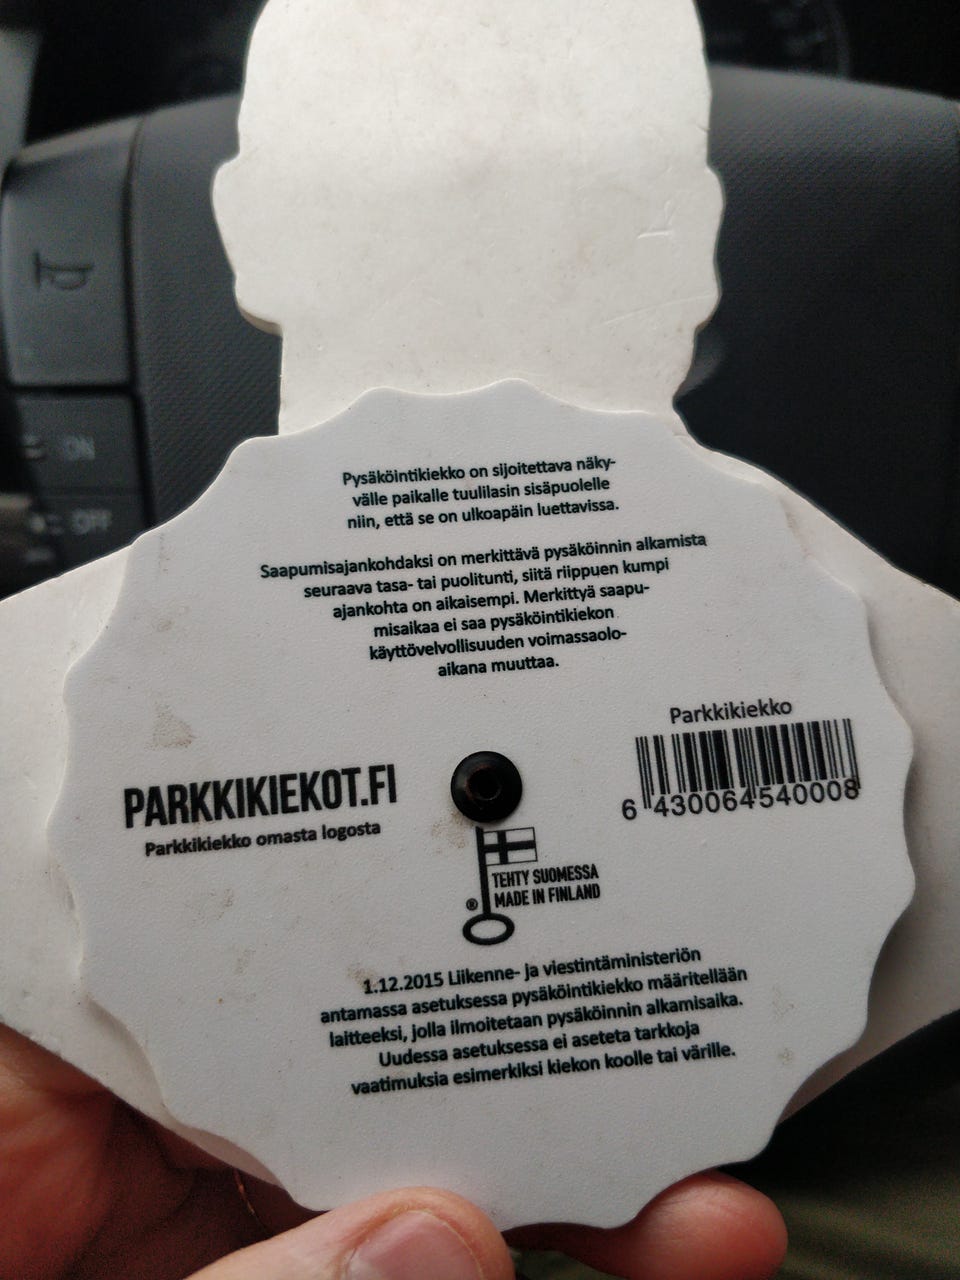 ON
OFF
Pysäköintikiekko on sijoitettava näky-
välle paikalle tuulilasin sisäpuolelle
niin, että se on ulkoapäin luettavissa.
Saapumisajankohdaksi on merkittävä pysäköinnin alkamista
seuraava tasa- tai puolitunti, siitä riippuen kumpi
ajankohta on aikaisempi. Merkittyä saapu-
misaikaa ei saa pysäköintikiekon
käyttövelvollisuuden voimassaolo-
aikana muuttaa.
Parkkikiekko
6 430064 540008
PARKKIKIEKOT.FI
Parkkikiekko omasta logosta
TEHTY SUOMESSA
® MADE IN FINLAND
1.12.2015 Liikenne- ja viestintäministeriön
antamassa asetuksessa pysäköintikiekko määritellään
laitteeksi, jolla ilmoitetaan pysäköinnin alkamisaika.
Uudessa asetuksessa ei aseteta tarkkoja
vaatimuksia esimerkiksi kiekon koolle tai värille.